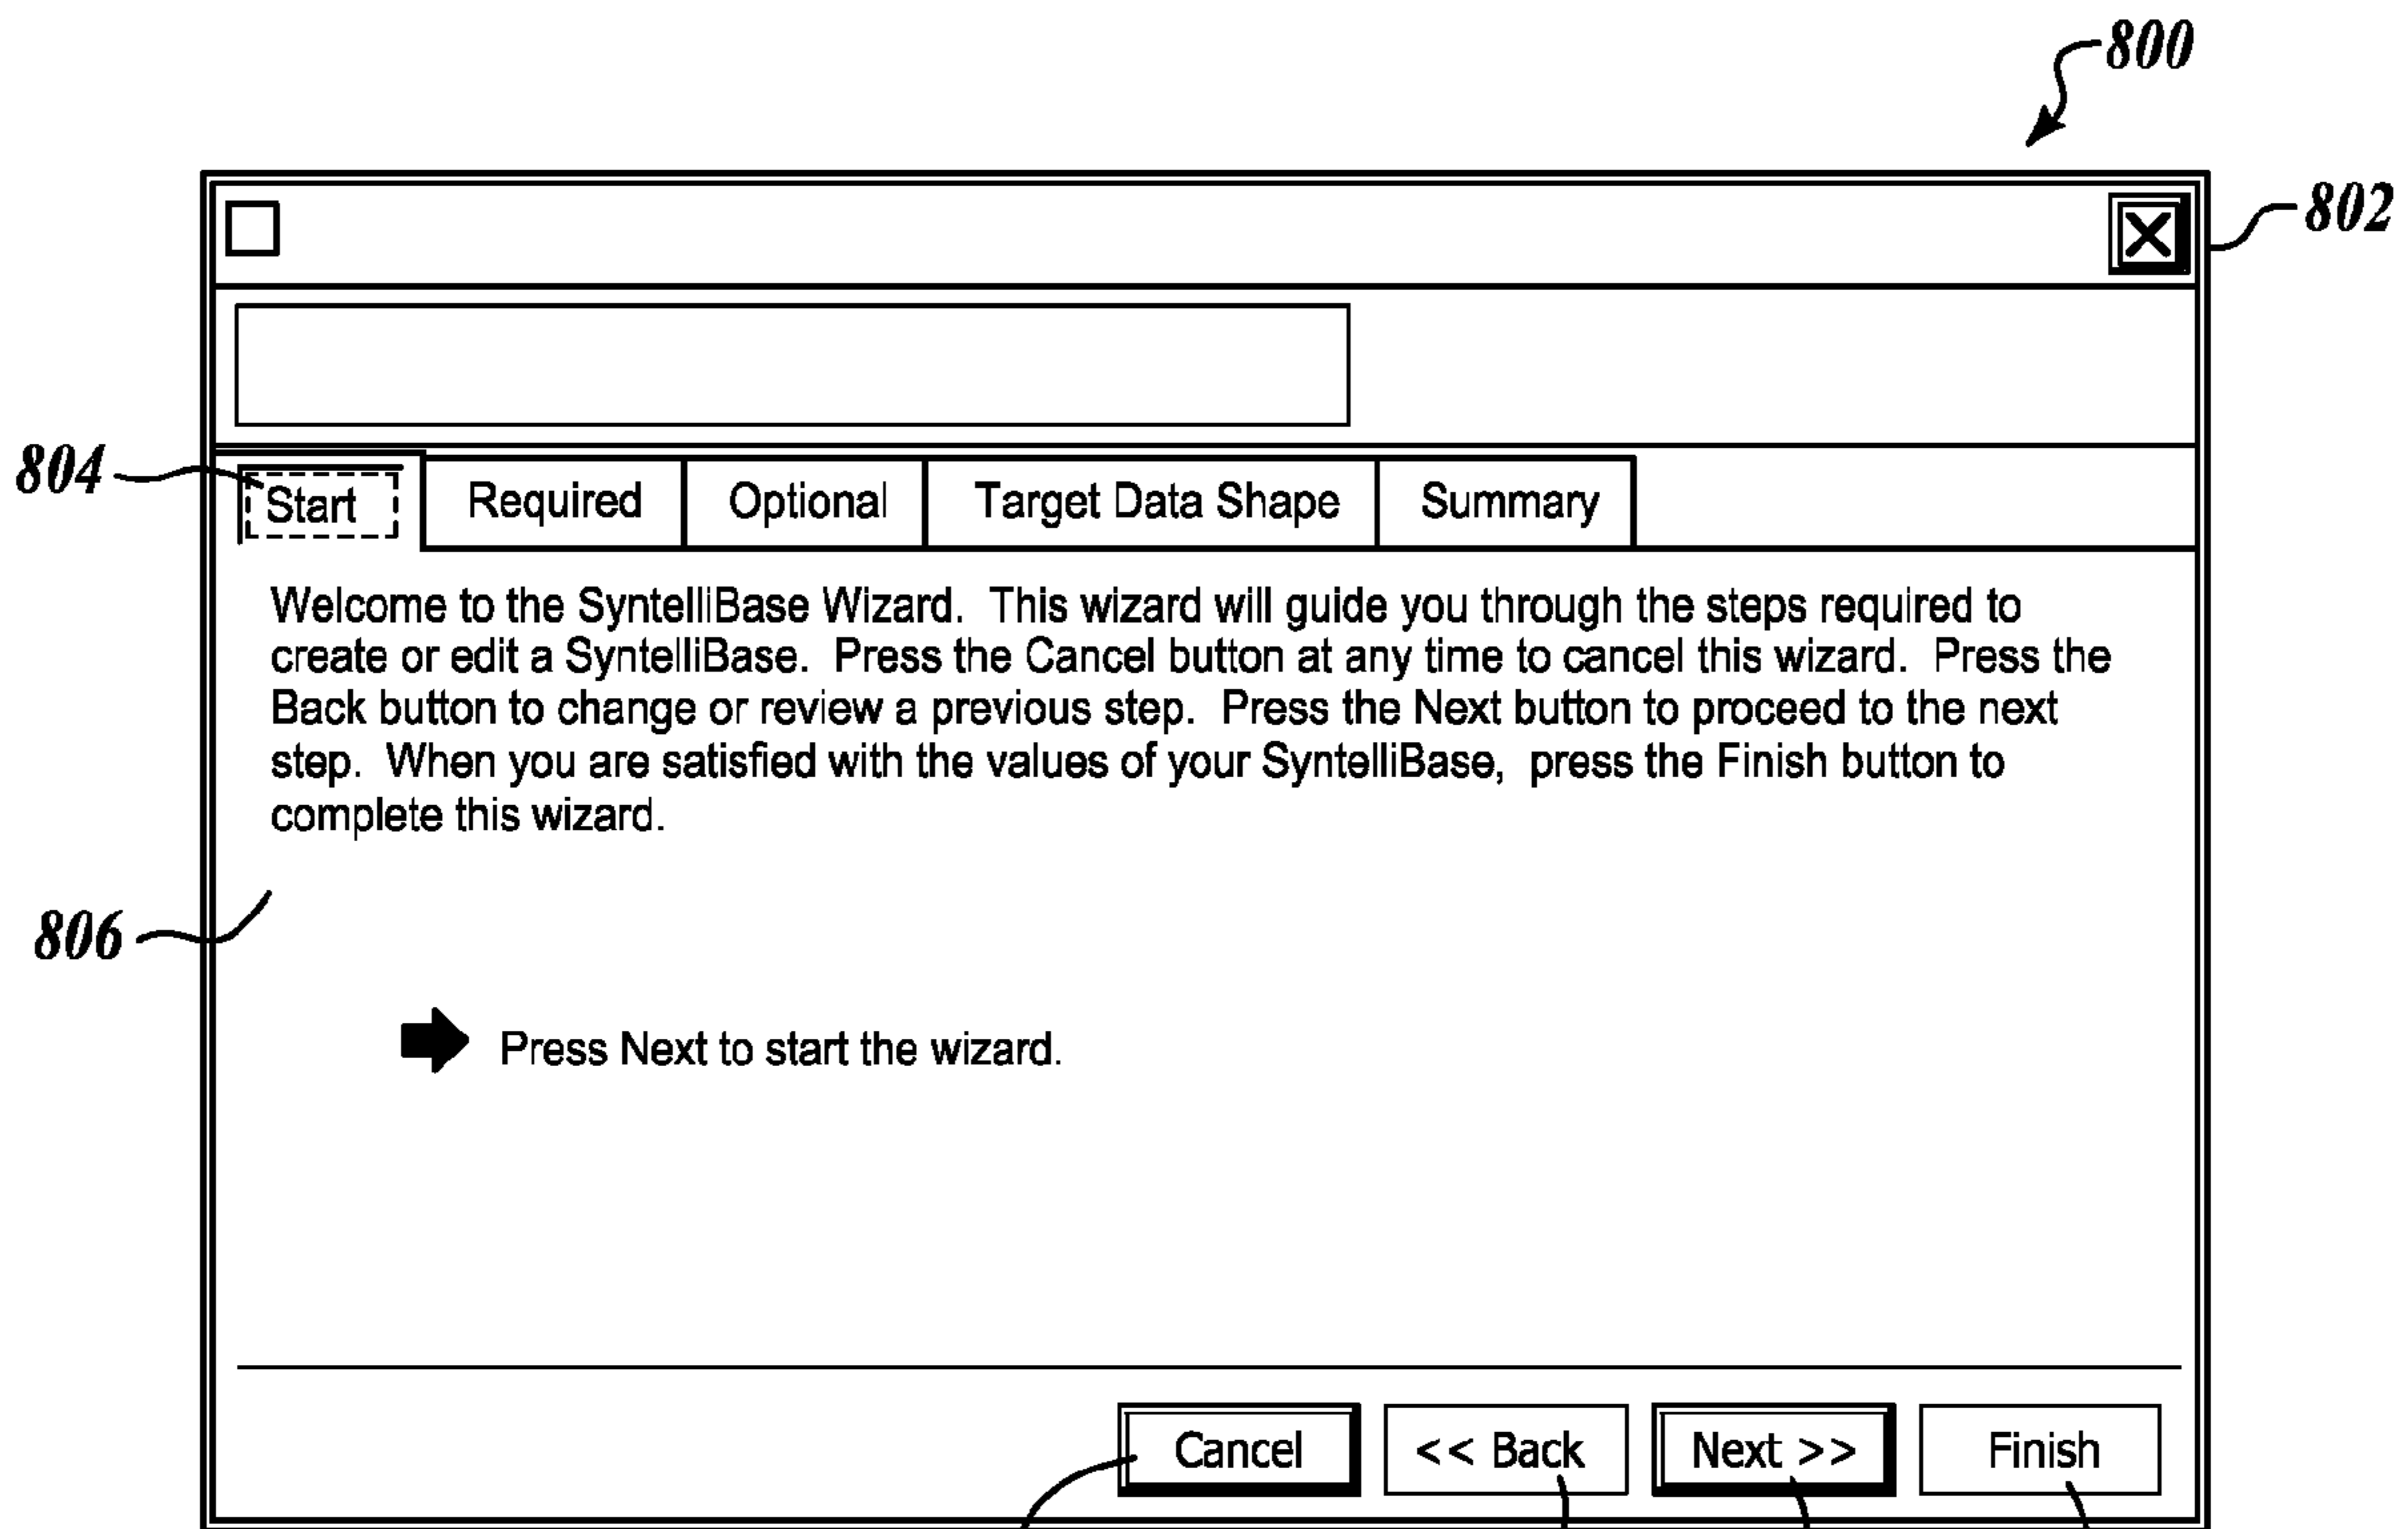 800
802
804
Start Required Optional Target Data Shape Summary
Welcome to the SyntelliBase Wizard. This wizard will guide you through the steps required to
create or edit a SyntelliBase. Press the Cancel button at any time to cancel this wizard. Press the
Back button to change or review a previous step. Press the Next button to proceed to the next
step. When you are satisfied with the values of your SyntelliBase, press the Finish button to
complete this wizard.
806
Press Next to start the wizard.
Cancel << Back Next >> Finish